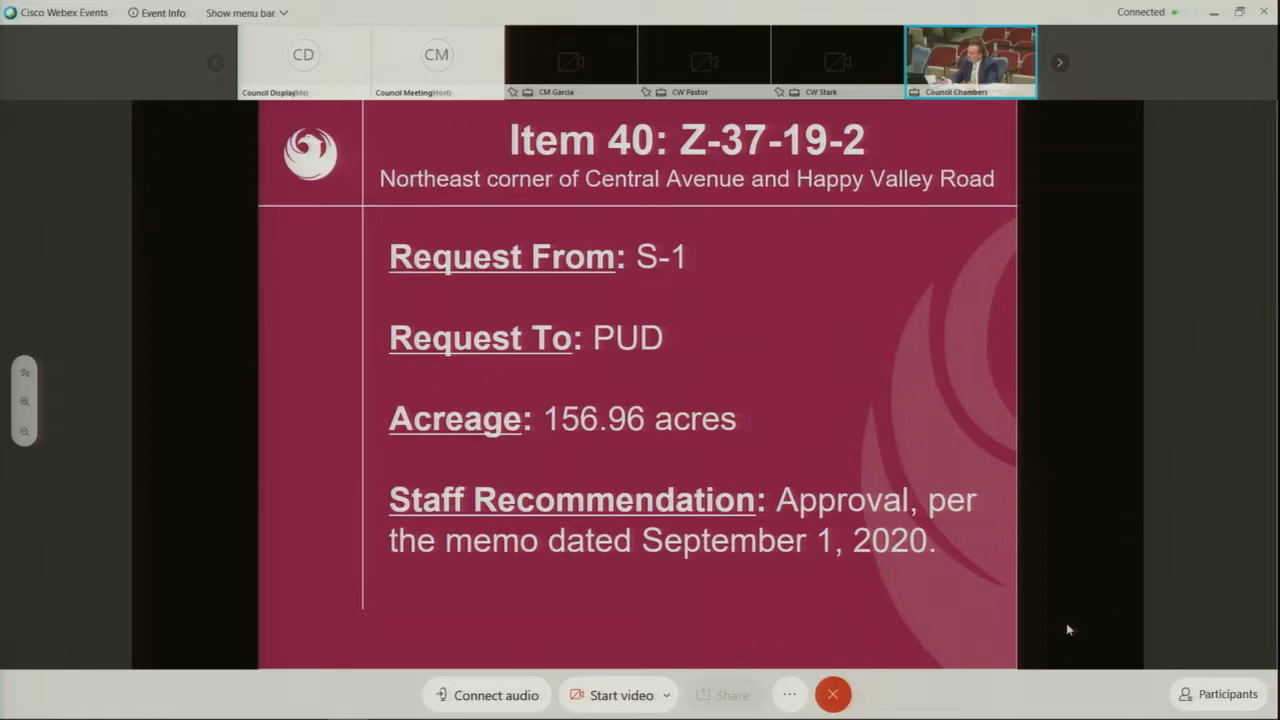 Cisco Webex Events
Event Info
Show menu bar
Connected
CD
CM
Council Display(Me)
Council Meeting(Host)
CM Garcia
CW Pastor
CW Stark
Council Chambers
Item 40: Z-37-19-2
Northeast corner of Central Avenue and Happy Valley Road
Request From: S-1
Request To: PUD
Acreage: 156.96 acres
Staff Recommendation: Approval, per
the memo dated September 1, 2020.
Connect audio
Start video
Share
Participants